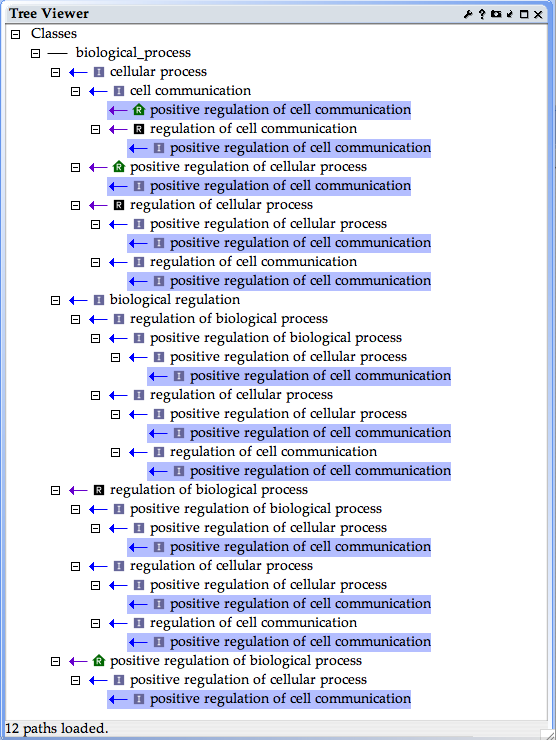 Tree Viewer
Classes
biological_process
I cellular process
I cell communication
R positive regulation of cell communication
R regulation of cell communication
I positive regulation of cell communication
R positive regulation of cellular process
I positive regulation of cell communication
R regulation of cellular process
I positive regulation of cellular process
I positive regulation of cell communication
I regulation of cell communication
I positive regulation of cell communication
I biological regulation
I regulation of biological process
I positive regulation of biological process
I positive regulation of cellular process
I positive regulation of cell communication
I regulation of cellular process
I positive regulation of cellular process
I positive regulation of cell communication
I regulation of cell communication
I positive regulation of cell communication
R regulation of biological process
I positive regulation of biological process
I positive regulation of cellular process
I positive regulation of cell communication
I regulation of cellular process
I positive regulation of cellular process
I positive regulation of cell communication
I regulation of cell communication
I positive regulation of cell communication
R positive regulation of biological process
I positive regulation of cellular process
I positive regulation of cell communication
12 paths loaded.